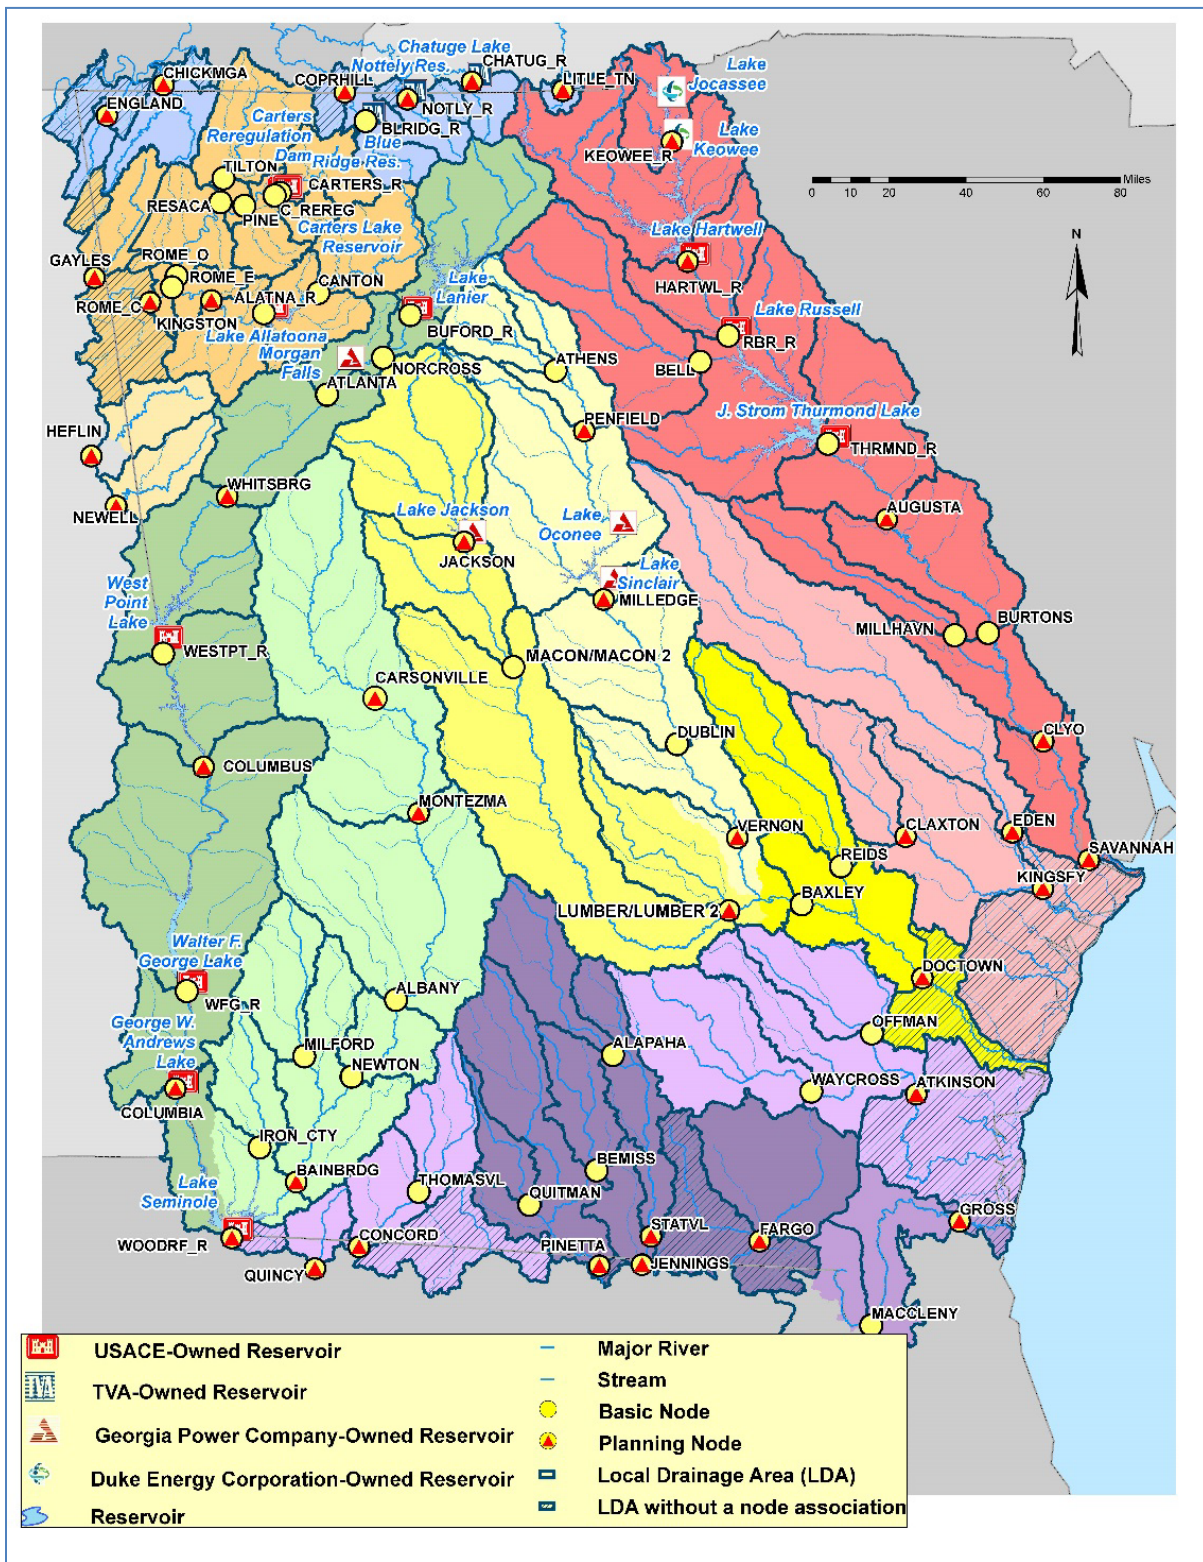 Chatuge Lake
Nottely Res.
CHATUG_R
CHICKMGA
COPRHILL
LITLE_TN
Lake
Jocassee
ENGLAND
NOTLY_R
BLRIDG_R
Carters
Reregulation
Dam
Blue
Ridge Res.
Lake
Keowee
KEOWEE_R
TILTON
CARTERS_R
RESACA
PINE
C_REREG
Carters Lake
Reservoir
0 10 20 40 60 80
Miles
N
Lake Hartwell
HARTWL_R
GAYLES
ROME_O
ROME_E
ROME_C
KINGSTON
ALATNA_R
CANTON
Lake
Lanier
BUFORD_R
Lake Allatoona
Morgan
Falls
NORCROSS
ATLANTA
Lake Russell
RBR_R
BELL
ATHENS
PENFIELD
J. Strom Thurmond Lake
THRMND_R
HEFLIN
NEWELL
WHITSBRG
AUGUSTA
Lake Jackson
JACKSON
Lake
Oconee
Lake
Sinclair
MILLEDGE
West
Point
Lake
WESTPT_R
MILLHAVN
BURTONS
MACON/MACON 2
CARSONVILLE
DUBLIN
CLYO
COLUMBUS
MONTEZMA
VERNON
CLAXTON
EDEN
SAVANNAH
REIDS
KINGSFY
BAXLEY
LUMBER/LUMBER 2
Walter F.
George Lake
WFG_R
DOCTOWN
ALBANY
OFFMAN
George W.
Andrews
Lake
COLUMBIA
MILFORD
NEWTON
ALAPAHA
WAYCROSS
ATKINSON
IRON_CTY
BAINBRDG
BEMISS
THOMASVL
QUITMAN
Lake
Seminole
WOODRF_R
CONCORD
QUINCY
STATVL
FARGO
GROSS
PINETTA
JENNINGS
MACCLENY
USACE-Owned Reservoir
TVA
TVA-Owned Reservoir
Georgia Power Company-Owned Reservoir
Duke Energy Corporation-Owned Reservoir
Reservoir
Major River
Stream
Basic Node
Planning Node
Local Drainage Area (LDA)
LDA without a node association